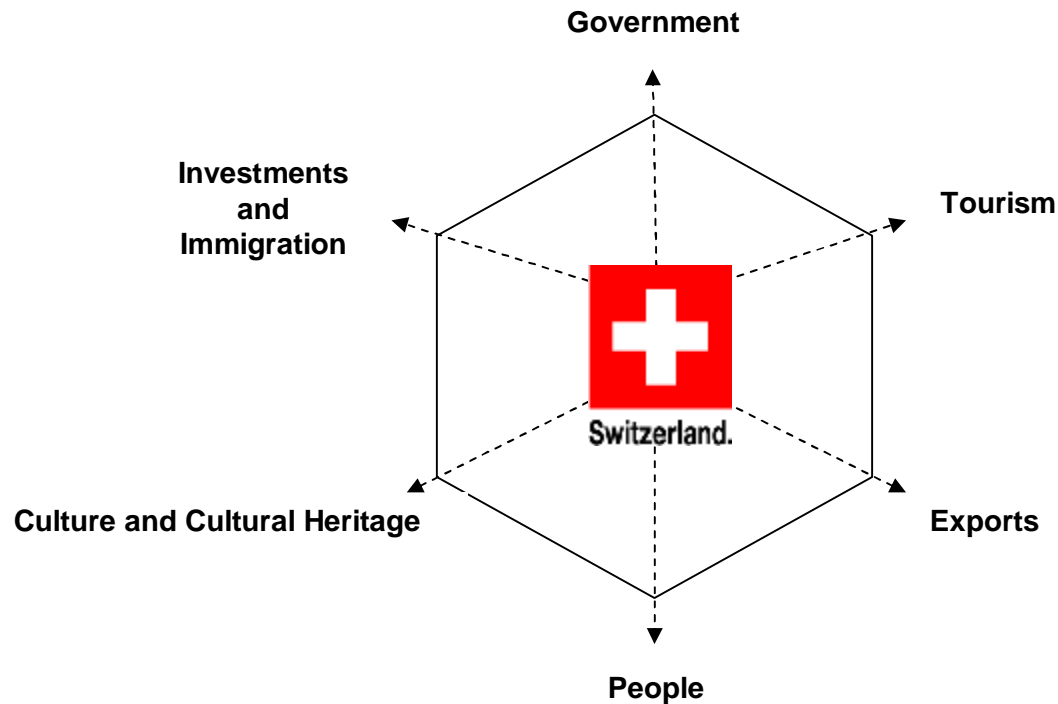 Government
Investments
and
Immigration
Tourism
Switzerland.
Culture and Cultural Heritage
Exports
People